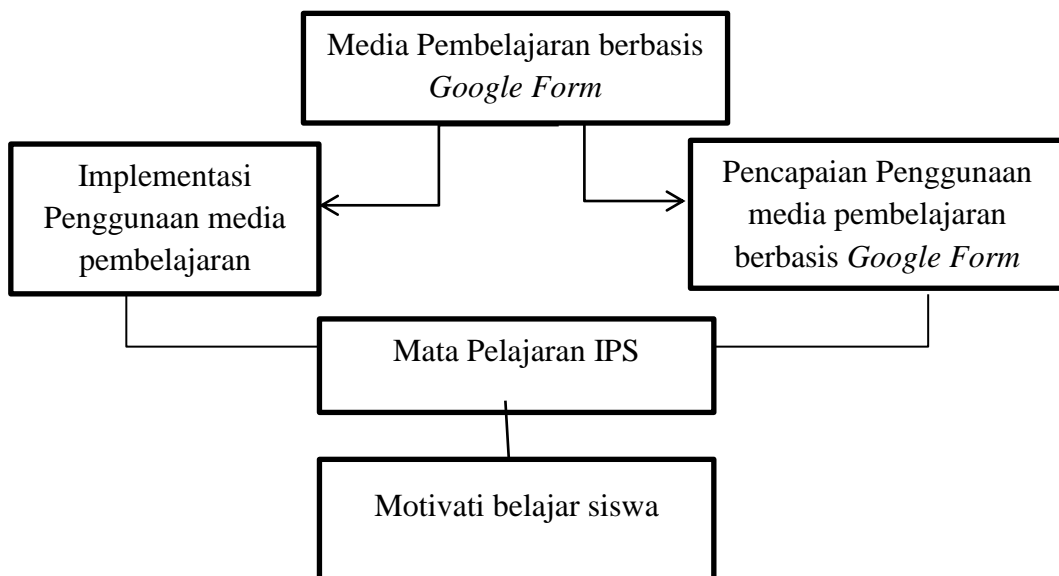 Media Pembelajaran berbasis
Google Form
Implementasi
Penggunaan media
pembelajaran
Pencapaian Penggunaan
media pembelajaran
berbasis Google Form
Mata Pelajaran IPS
Motivati belajar siswa